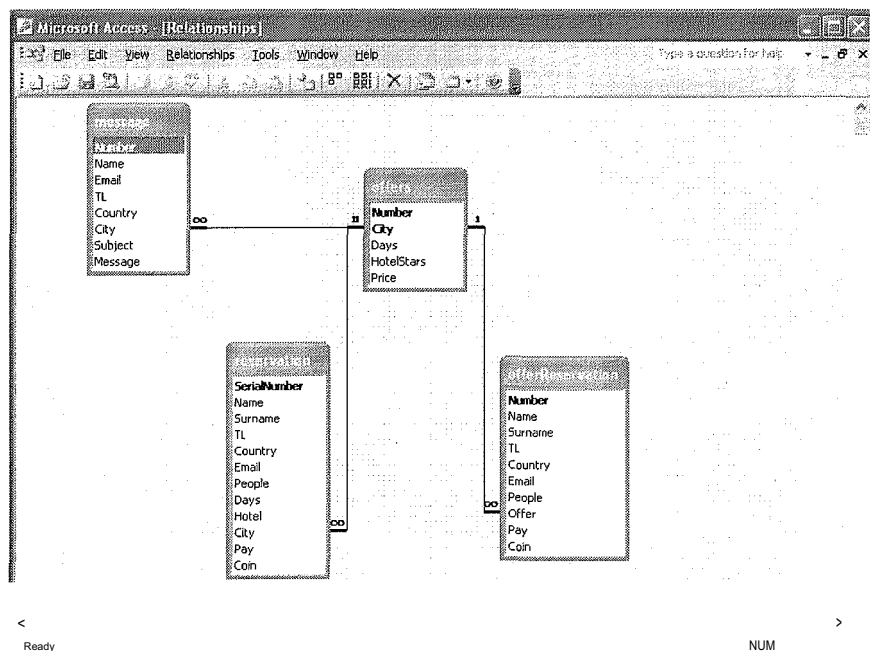 Microsoft Access - [Relationships]
File Edit View Relationships Tools Window Help
Type a question for help
message
Number
Name
Email
TL
Country
City
Subject
Message
∞
offers
Number
City
Days
HotelStars
Price
11
1
reservation
SerialNumber
Name
Surname
TL
Country
Email
People
Days
Hotel
City
Pay
Coin
∞
offerReservation
Number
Name
Surname
TL
Country
Email
People
Offer
Pay
Coin
∞
< >
Ready
NUM